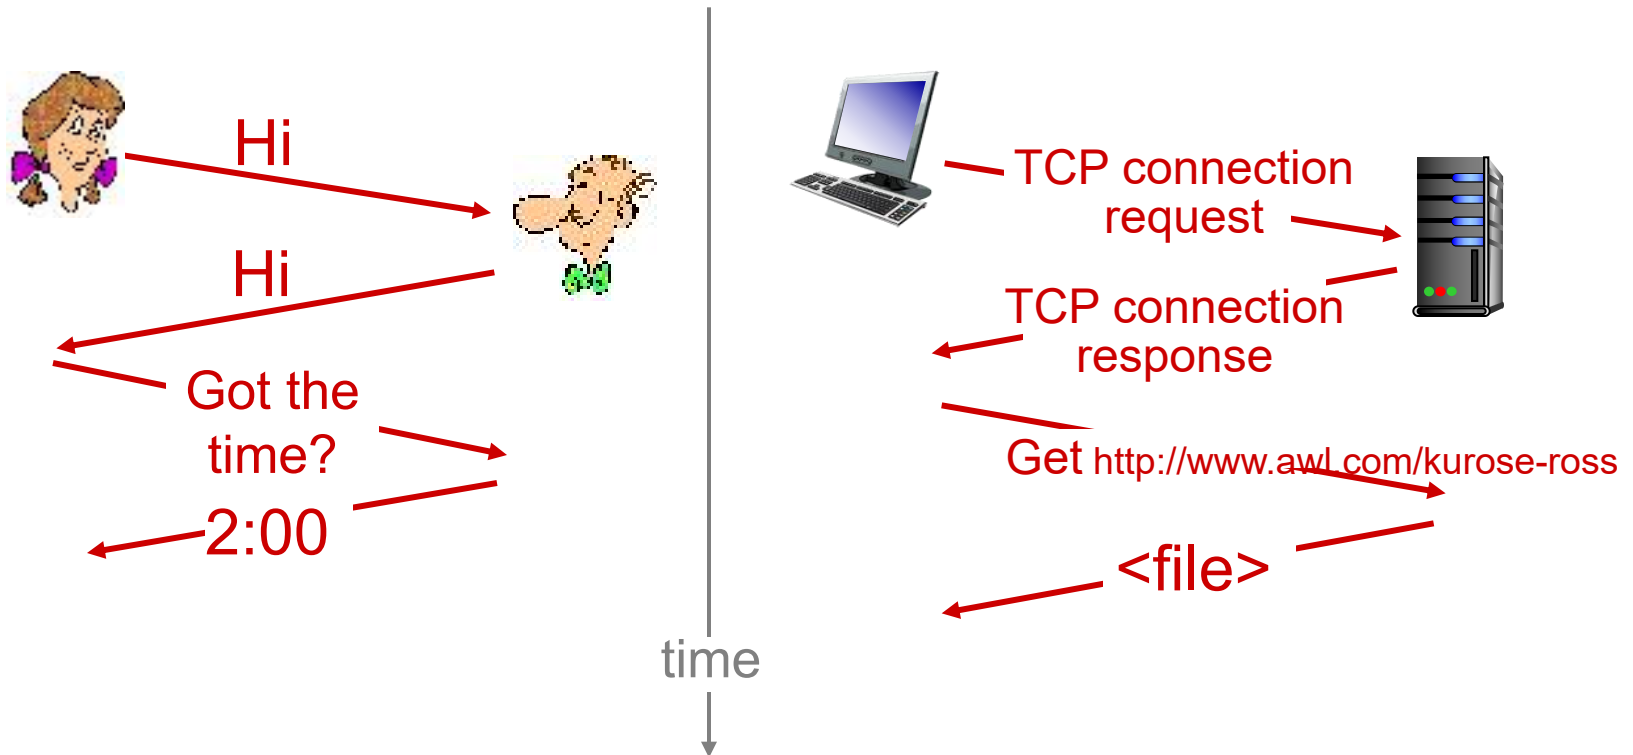 Hi
Hi
Got the
time?
2:00
TCP connection
request
TCP connection
response
Get http://www.awl.com/kurose-ross
<file>
time